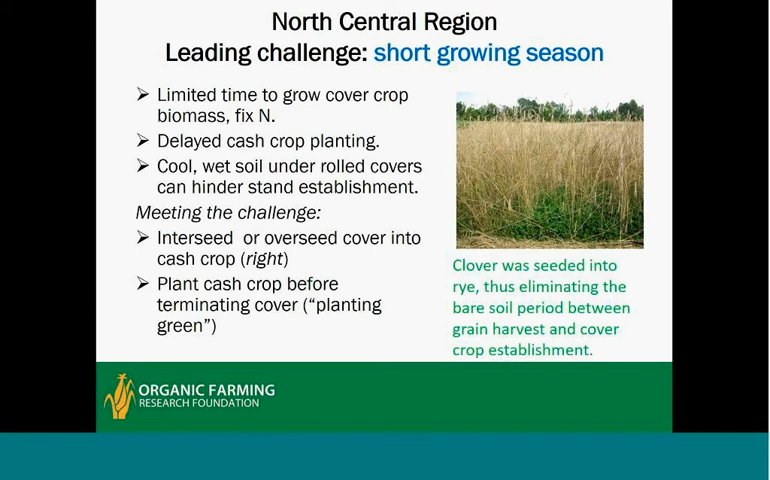 North Central Region
Leading challenge: short growing season
➢ Limited time to grow cover crop
biomass, fix N.
➢ Delayed cash crop planting.
➢ Cool, wet soil under rolled covers
can hinder stand establishment.
Meeting the challenge:
➢ Interseed or overseed cover into
cash crop (right)
➢ Plant cash crop before
terminating cover (“planting
green”)
Clover was seeded into
rye, thus eliminating the
bare soil period between
grain harvest and cover
crop establishment.
ORGANIC FARMING
RESEARCH FOUNDATION